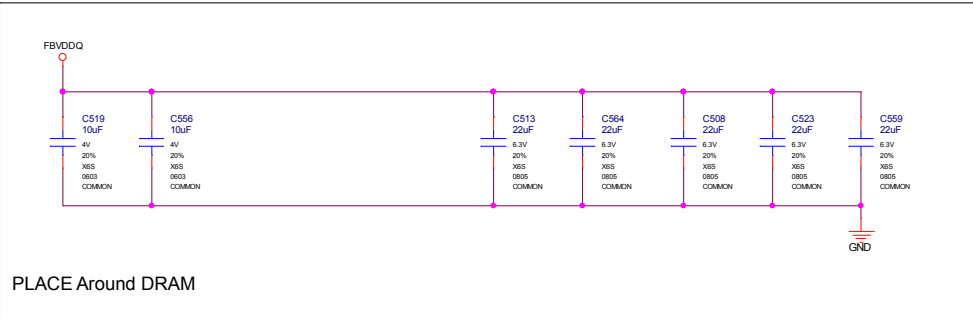 FBVDDQ
C519
10uF
4V
20%
X6S
0603
COMMON
C556
10uF
4V
20%
X6S
0603
COMMON
C513
22uF
6.3V
20%
X6S
0805
COMMON
C564
22uF
6.3V
20%
X6S
0805
COMMON
C508
22uF
6.3V
20%
X6S
0805
COMMON
C523
22uF
6.3V
20%
X6S
0805
COMMON
C559
22uF
6.3V
20%
X6S
0805
COMMON
GND
PLACE Around DRAM